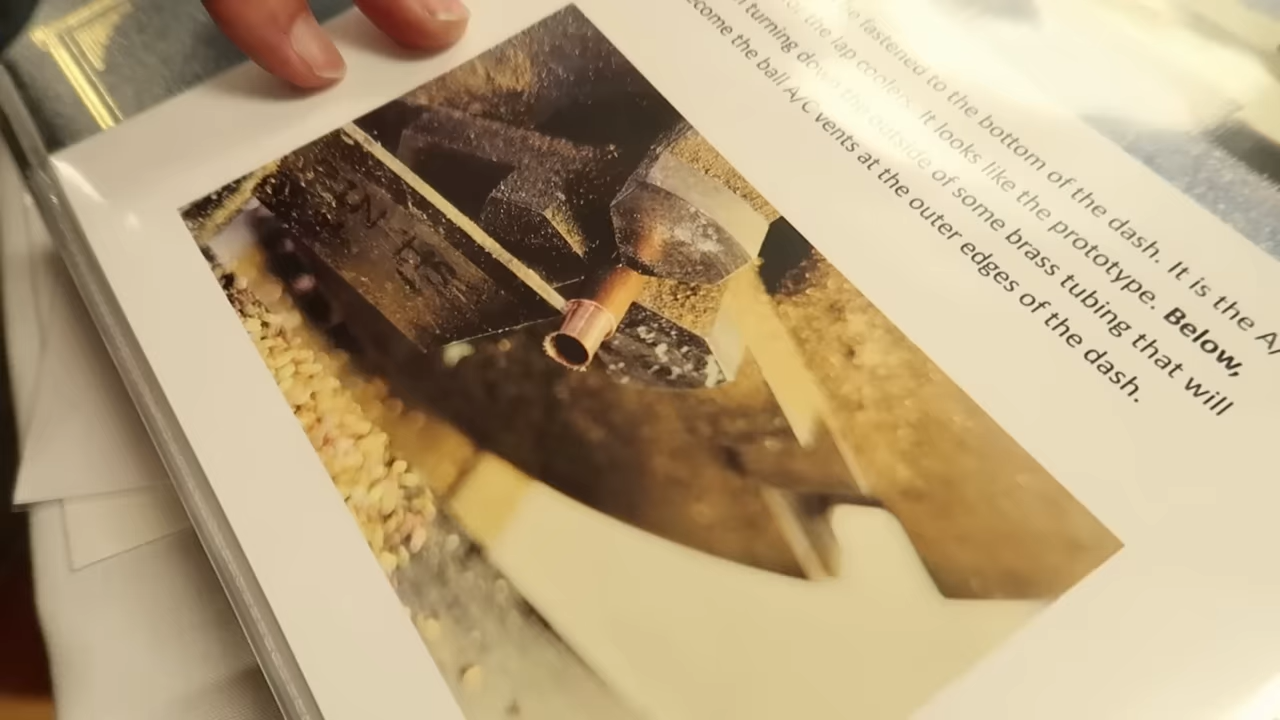 fastened to the bottom of the dash. It is the A/
the lap coolers. It looks like the prototype. Below,
turning down the outside of some brass tubing that will
ecome the ball A/C vents at the outer edges of the dash.